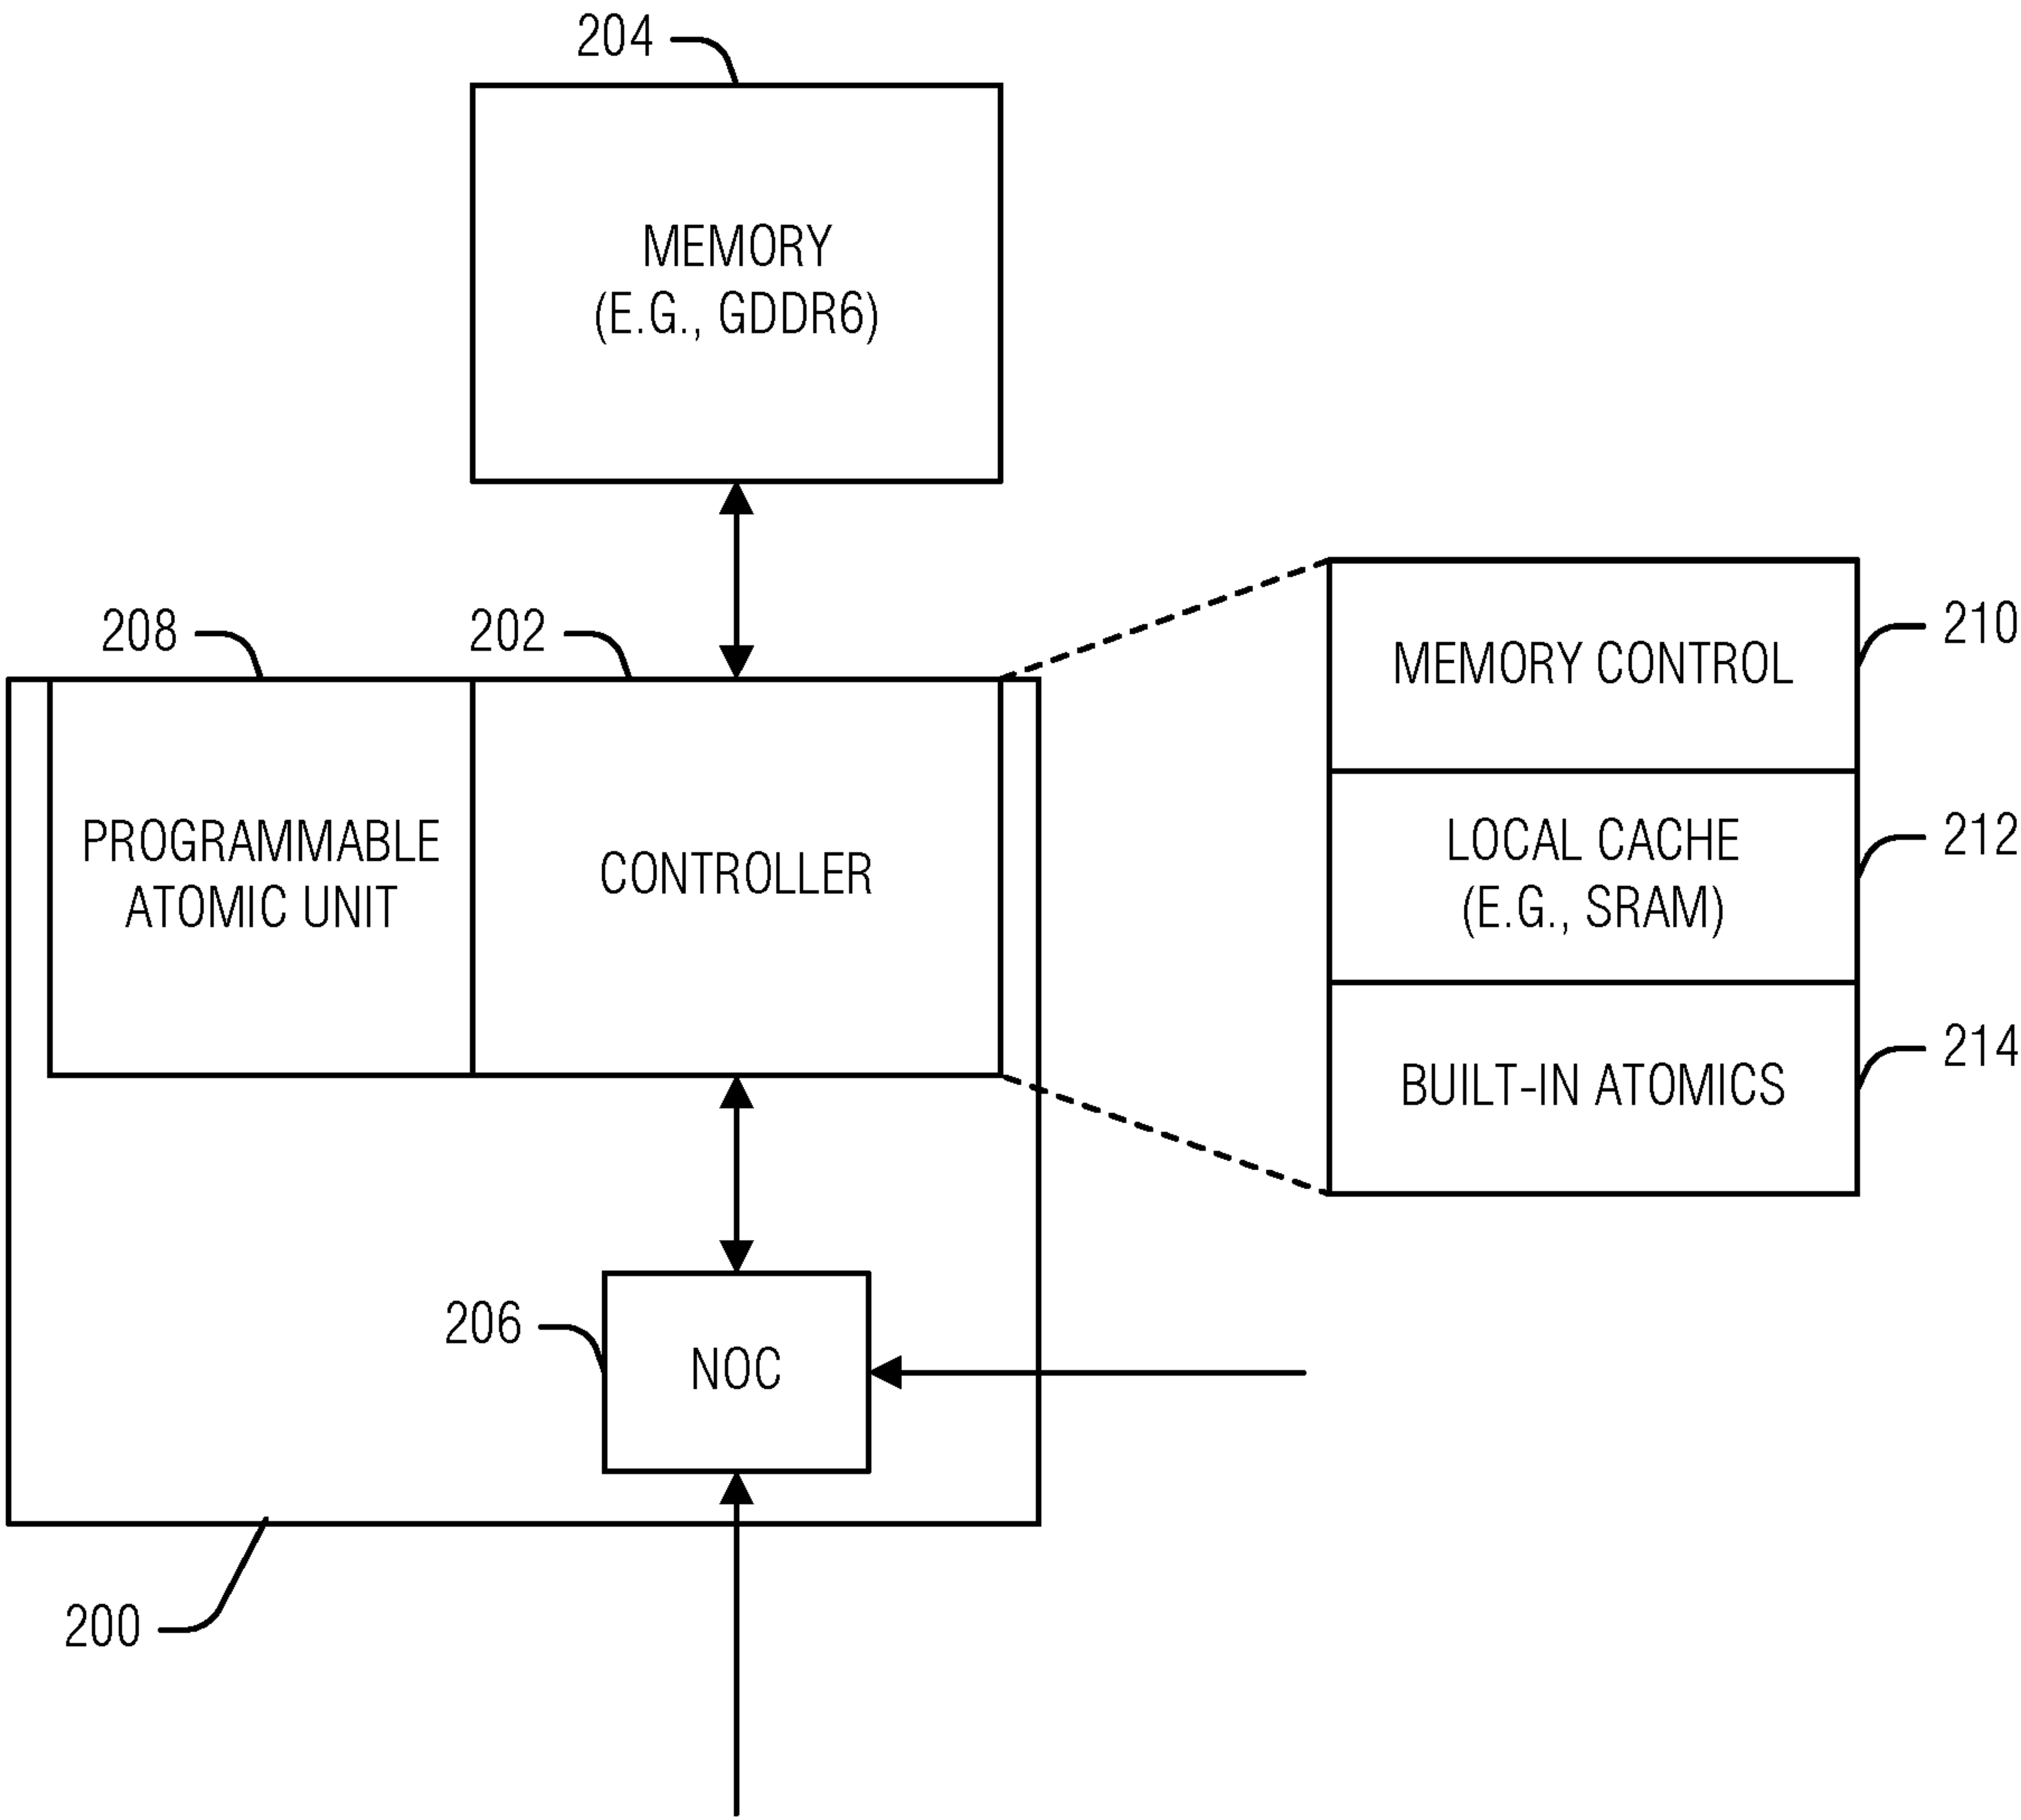 204
MEMORY
(E.G., GDDR6)
208
202
PROGRAMMABLE
ATOMIC UNIT
CONTROLLER
MEMORY CONTROL
210
LOCAL CACHE
(E.G., SRAM)
212
BUILT-IN ATOMICS
214
206
NOC
200